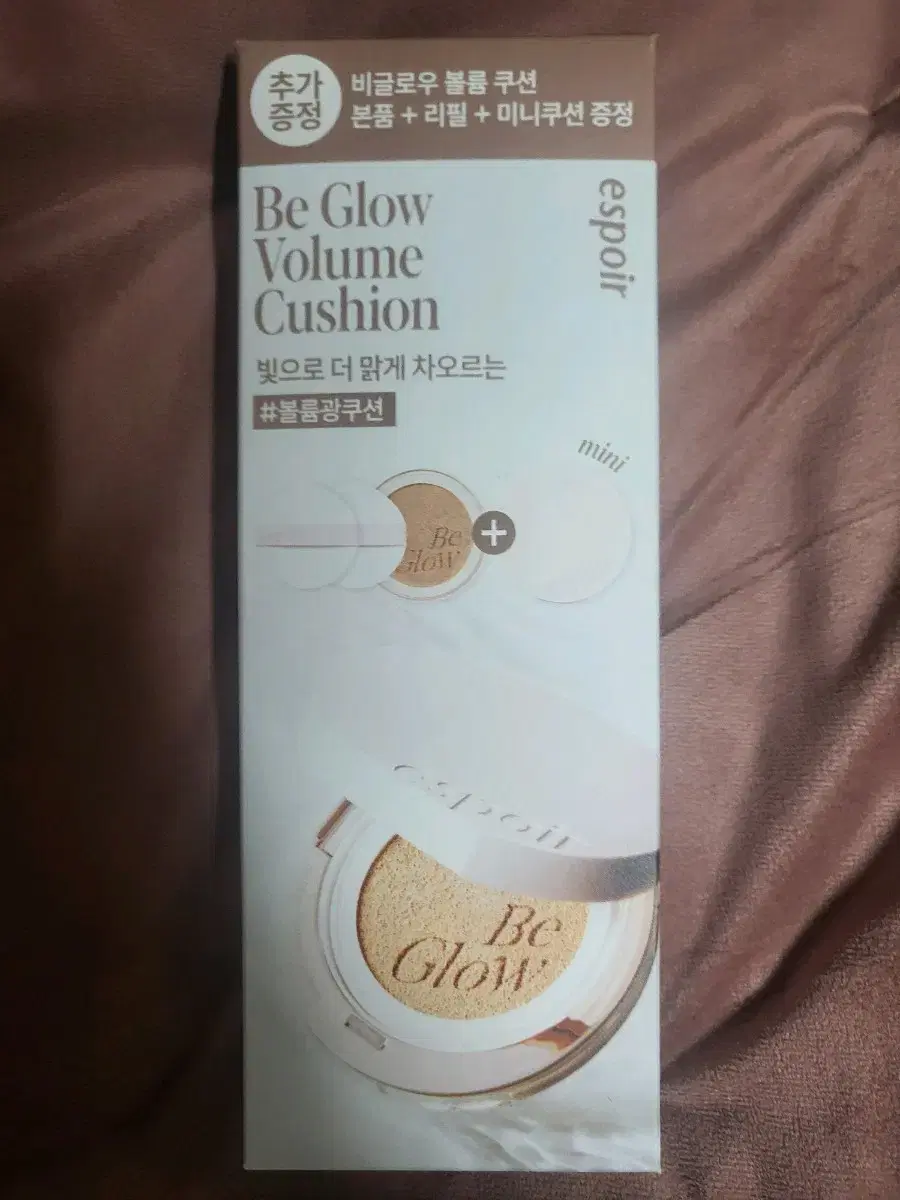 추가
증정
비글로우 볼륨 쿠션
본품 + 리필 + 미니쿠션 증정
espoir
Be Glow
Volume
Cushion
빛으로 더 맑게 차오르는
#볼륨광쿠션
mini
Be
Glow
+
espoir
Be
Glow